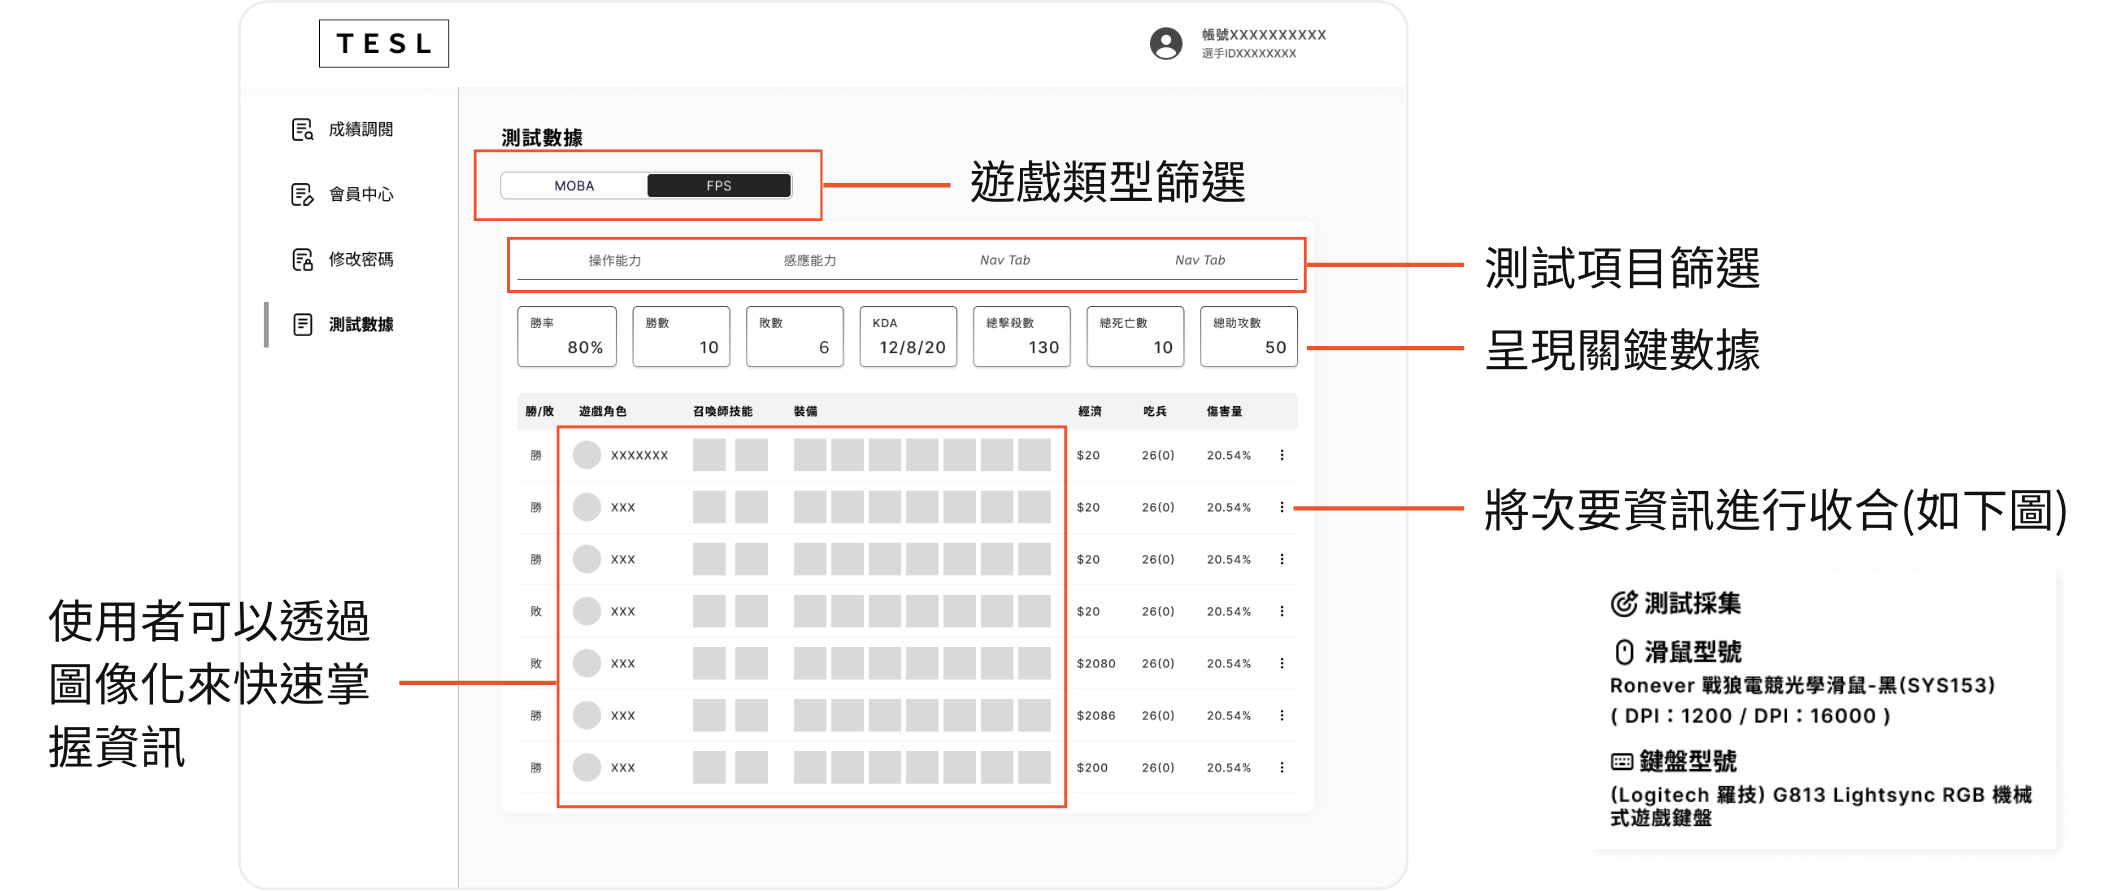 TESL
帳號XXXXXXXXXX
選手IDXXXXXXXX
成績調閱
會員中心
修改密碼
測試數據
測試數據
MOBA FPS
遊戲類型篩選
操作能力 感應能力 Nav Tab Nav Tab
測試項目篩選
勝率 勝數 敗數 KDA 總擊殺數 總死亡數 總助攻數
80% 10 6 12/8/20 130 10 50
呈現關鍵數據
勝/敗 遊戲角色 召喚師技能 裝備 經濟 吃兵 傷害量
勝 XXXXXXX $20 26(0) 20.54%
勝 XXX $20 26(0) 20.54%
勝 XXX $20 26(0) 20.54%
敗 XXX $20 26(0) 20.54%
敗 XXX $2080 26(0) 20.54%
勝 XXX $2086 26(0) 20.54%
勝 XXX $200 26(0) 20.54%
將次要資訊進行收合(如下圖)
使用者可以透過
圖像化來快速掌
握資訊
測試採集
滑鼠型號
Ronever 戰狼電競光學滑鼠-黑(SYS153)
( DPI：1200 / DPI：16000 )
鍵盤型號
(Logitech 羅技) G813 Lightsync RGB 機械
式遊戲鍵盤